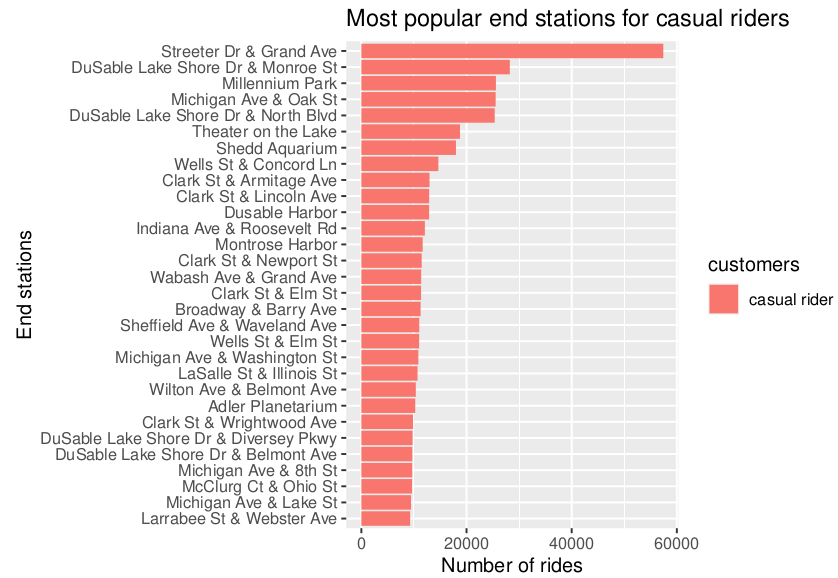 Most popular end stations for casual riders
End stations
Streeter Dr & Grand Ave
DuSable Lake Shore Dr & Monroe St
Millennium Park
Michigan Ave & Oak St
DuSable Lake Shore Dr & North Blvd
Theater on the Lake
Shedd Aquarium
Wells St & Concord Ln
Clark St & Armitage Ave
Clark St & Lincoln Ave
Dusable Harbor
Indiana Ave & Roosevelt Rd
Montrose Harbor
Clark St & Newport St
Wabash Ave & Grand Ave
Clark St & Elm St
Broadway & Barry Ave
Sheffield Ave & Waveland Ave
Wells St & Elm St
Michigan Ave & Washington St
LaSalle St & Illinois St
Wilton Ave & Belmont Ave
Adler Planetarium
Clark St & Wrightwood Ave
DuSable Lake Shore Dr & Diversey Pkwy
DuSable Lake Shore Dr & Belmont Ave
Michigan Ave & 8th St
McClurg Ct & Ohio St
Michigan Ave & Lake St
Larrabee St & Webster Ave
0 20000 40000 60000
Number of rides
customers
casual rider